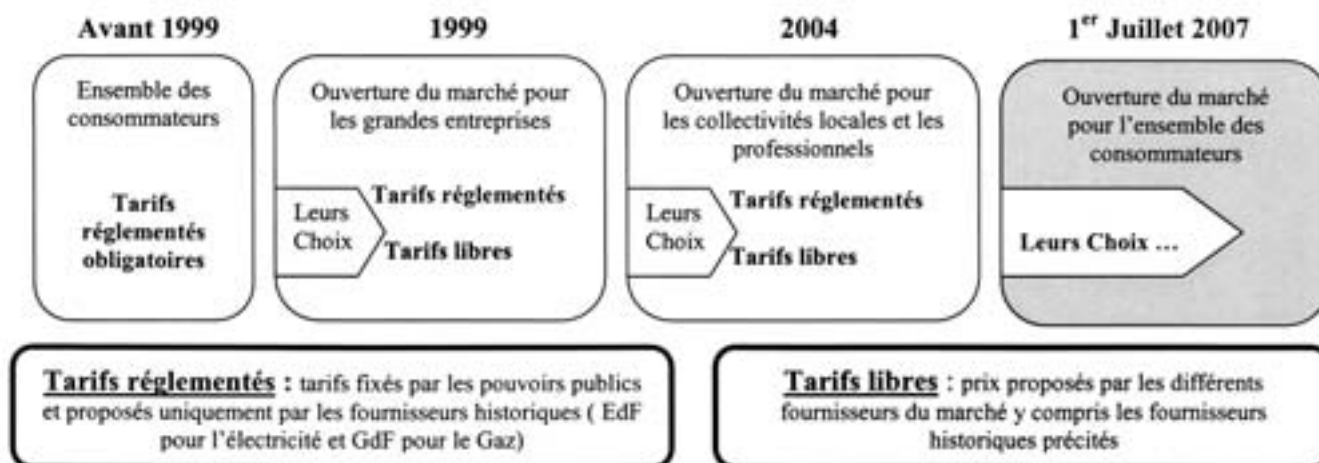 Avant 1999
Ensemble des
consommateurs
Tarifs
réglementés
obligatoires
1999
Ouverture du marché pour
les grandes entreprises
Leurs
Choix
Tarifs réglementés
Tarifs libres
2004
Ouverture du marché pour
les collectivités locales et les
professionnels
Leurs
Choix
Tarifs réglementés
Tarifs libres
1er Juillet 2007
Ouverture du marché
pour l'ensemble des
consommateurs
Leurs Choix ...
Tarifs réglementés : tarifs fixés par les pouvoirs publics
et proposés uniquement par les fournisseurs historiques ( EdF
pour l'électricité et GdF pour le Gaz)
Tarifs libres : prix proposés par les différents
fournisseurs du marché y compris les fournisseurs
historiques précités